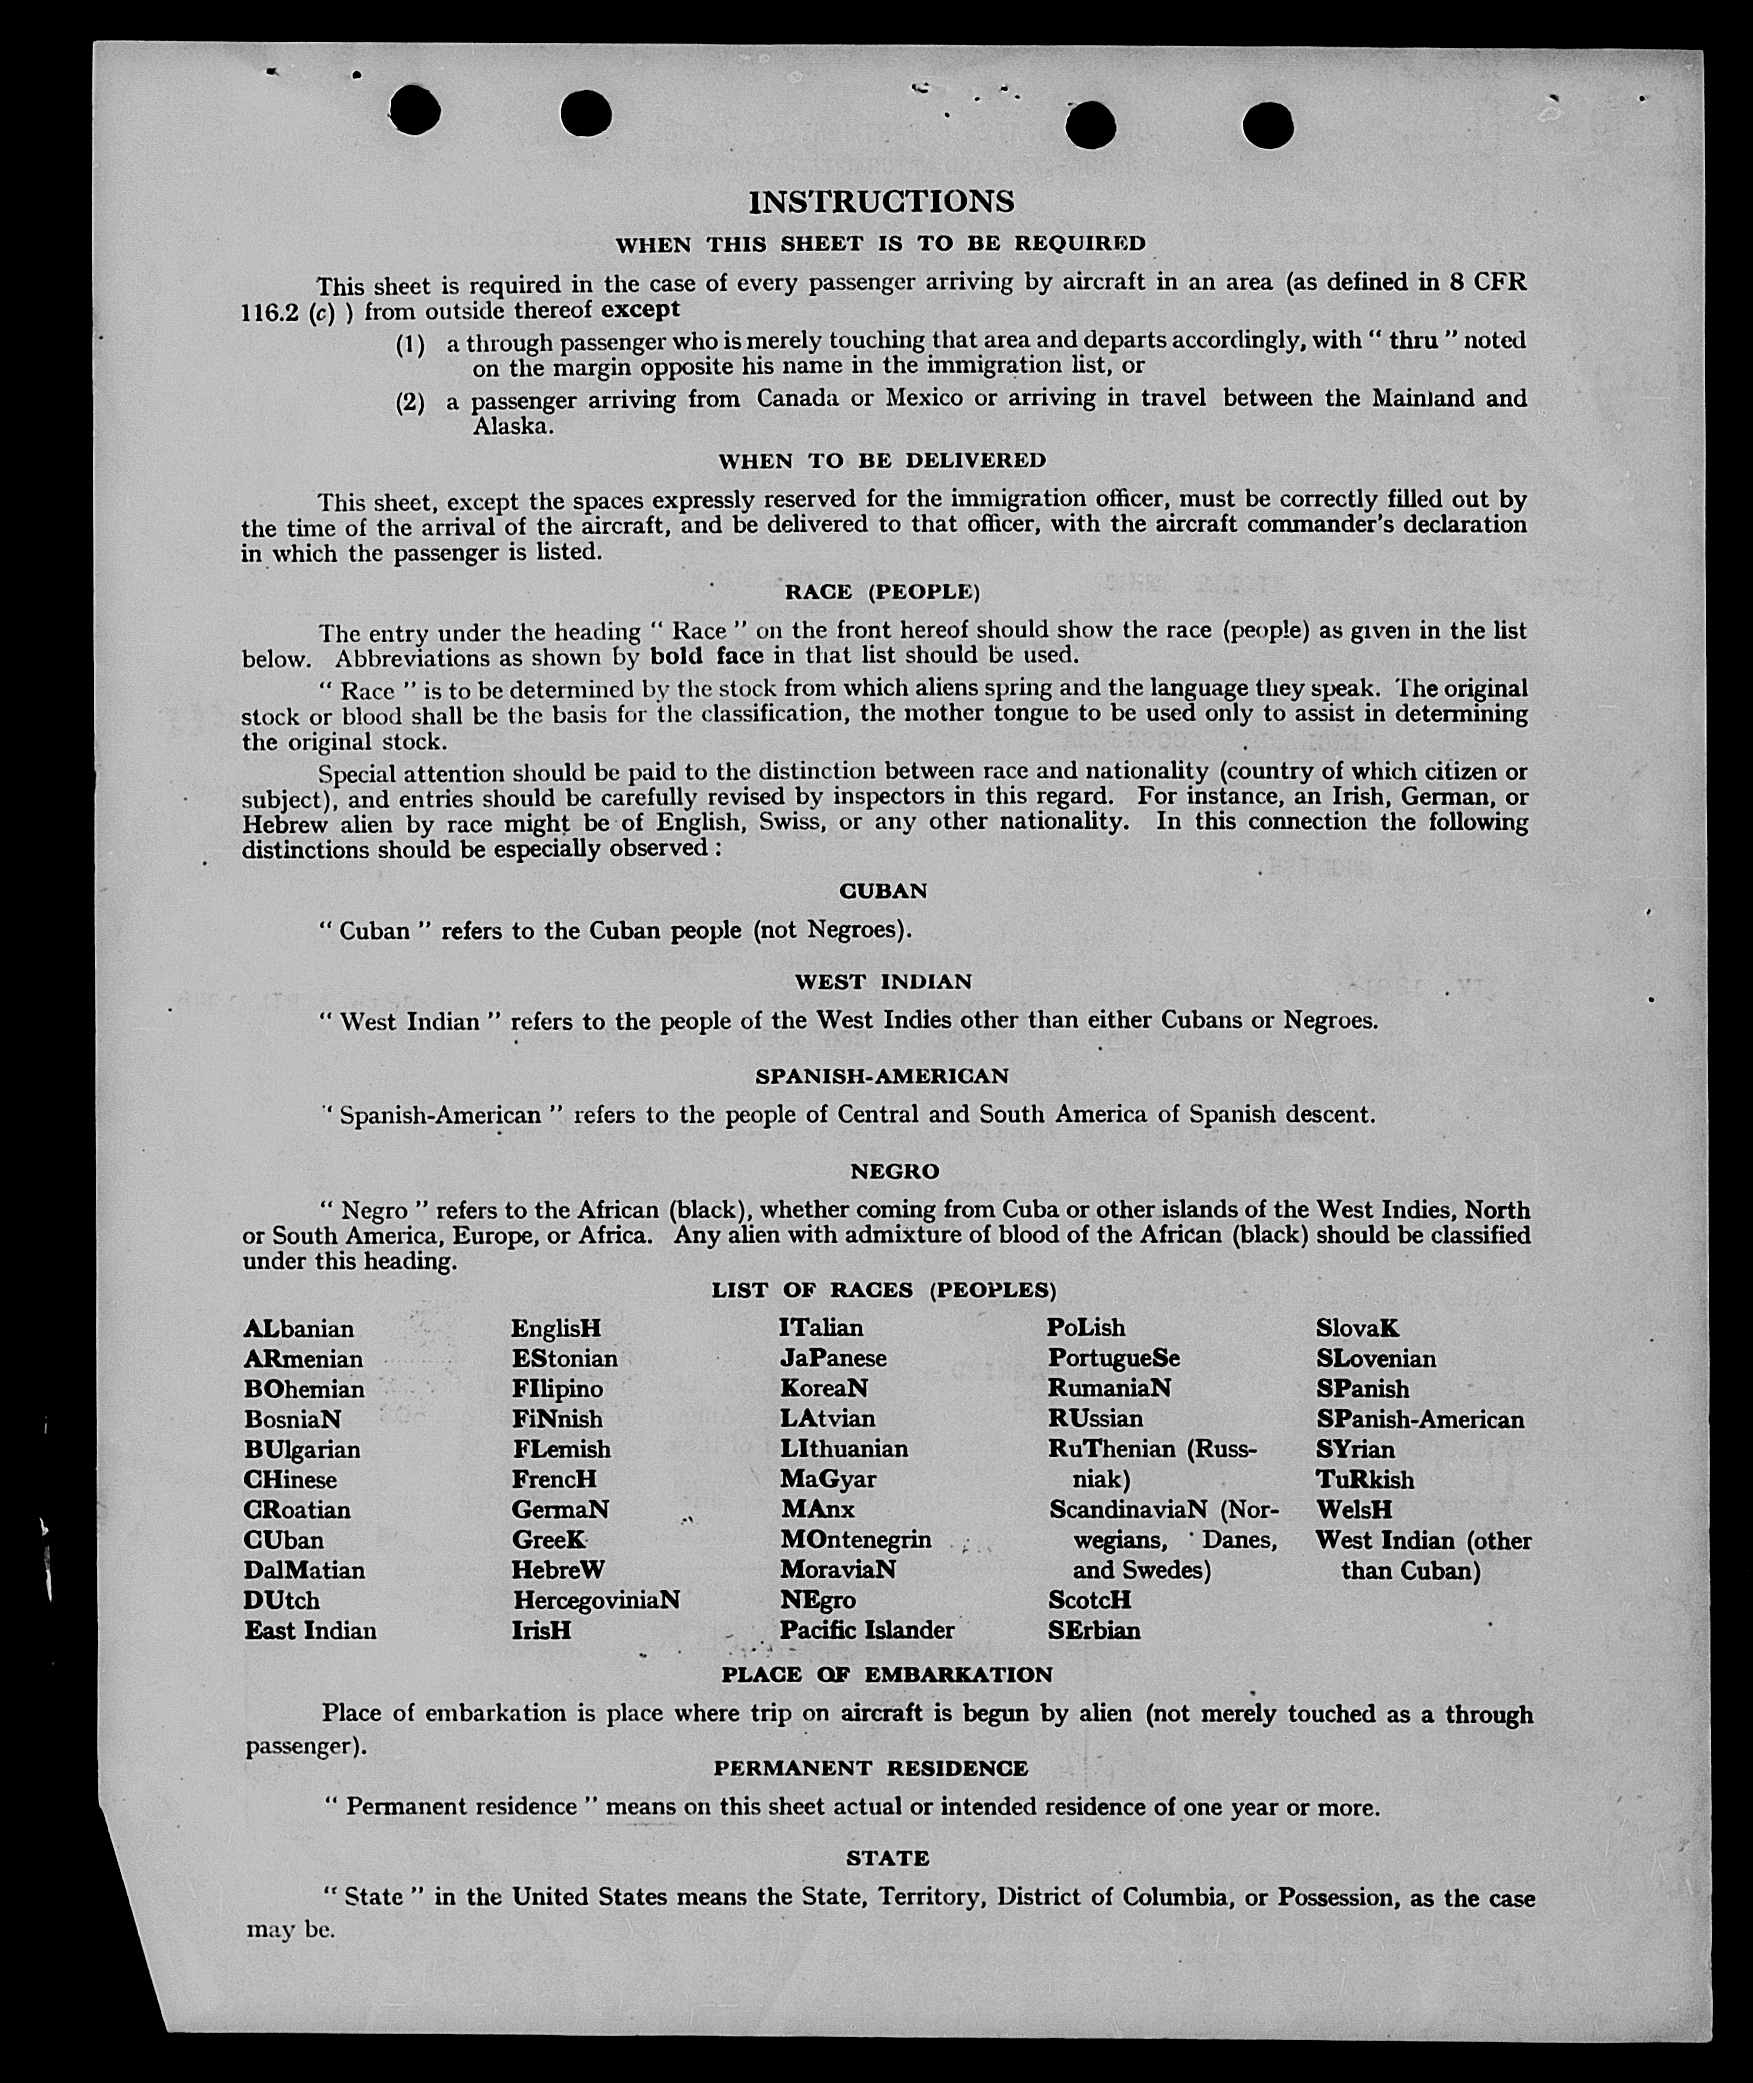 INSTRUCTIONS
WHEN THIS SHEET IS TO BE REQUIRED
This sheet is required in the case of every passenger arriving by aircraft in an area (as defined in 8 CFR
116.2 (c) ) from outside thereof except
(1) a through passenger who is merely touching that area and departs accordingly, with “ thru ” noted
on the margin opposite his name in the immigration list, or
(2) a passenger arriving from Canada or Mexico or arriving in travel between the Mainland and
Alaska.
WHEN TO BE DELIVERED
This sheet, except the spaces expressly reserved for the immigration officer, must be correctly filled out by
the time of the arrival of the aircraft, and be delivered to that officer, with the aircraft commander's declaration
in which the passenger is listed.
RACE (PEOPLE)
The entry under the heading “ Race ” on the front hereof should show the race (people) as given in the list
below. Abbreviations as shown by bold face in that list should be used.
“ Race ” is to be determined by the stock from which aliens spring and the language they speak. The original
stock or blood shall be the basis for the classification, the mother tongue to be used only to assist in determining
the original stock.
Special attention should be paid to the distinction between race and nationality (country of which citizen or
subject), and entries should be carefully revised by inspectors in this regard. For instance, an Irish, German, or
Hebrew alien by race might be of English, Swiss, or any other nationality. In this connection the following
distinctions should be especially observed :
CUBAN
“ Cuban ” refers to the Cuban people (not Negroes).
WEST INDIAN
“ West Indian ” refers to the people of the West Indies other than either Cubans or Negroes.
SPANISH-AMERICAN
“ Spanish-American ” refers to the people of Central and South America of Spanish descent.
NEGRO
“ Negro ” refers to the African (black), whether coming from Cuba or other islands of the West Indies, North
or South America, Europe, or Africa. Any alien with admixture of blood of the African (black) should be classified
under this heading.
LIST OF RACES (PEOPLES)
ALbanian
ARmenian
BOhemian
BosniaN
BUlgarian
CHinese
CRoatian
CUban
DalMatian
DUtch
East Indian
EnglisH
EStonian
FIlipino
FiNnish
FLemish
FrencH
GermaN
GreeK
HebreW
HercegoviniaN
IrisH
ITalian
JaPanese
KoreaN
LAtvian
LIthuanian
MaGyar
MAnx
MOntenegrin
MoraviaN
NEgro
Pacific Islander
PoLish
PortugueSe
RumaniaN
RUssian
RuThenian (Russ-
niak)
ScandinaviaN (Nor-
wegians, Danes,
and Swedes)
ScotcH
SErbian
SlovaK
SLovenian
SPanish
SPanish-American
SYrian
TuRkish
WelsH
West Indian (other
than Cuban)
PLACE OF EMBARKATION
Place of embarkation is place where trip on aircraft is begun by alien (not merely touched as a through
passenger).
PERMANENT RESIDENCE
“ Permanent residence ” means on this sheet actual or intended residence of one year or more.
STATE
“ State ” in the United States means the State, Territory, District of Columbia, or Possession, as the case
may be.